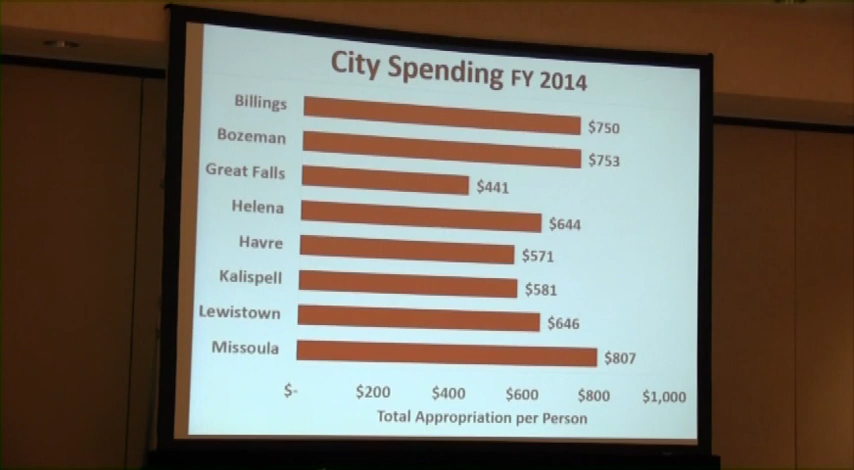 City Spending FY 2014
Billings $750
Bozeman $753
Great Falls $441
Helena $644
Havre $571
Kalispell $581
Lewistown $646
Missoula $807
$- $200 $400 $600 $800 $1,000
Total Appropriation per Person